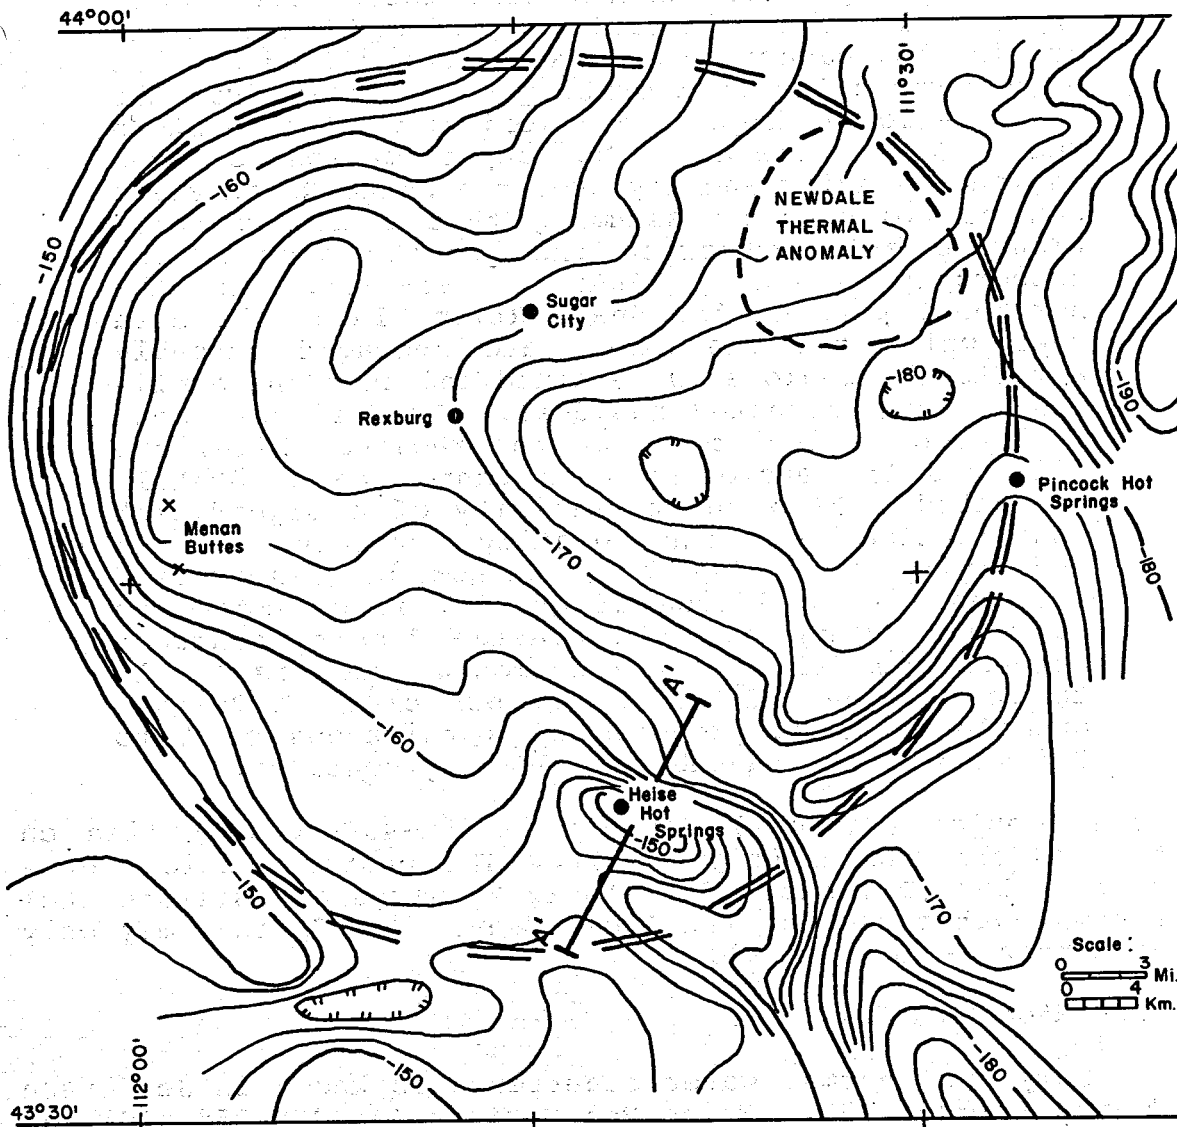 44°00'
111°30'
-150
-160
NEWDALE
THERMAL
ANOMALY
Sugar
City
-180
-190
Rexburg
Pincock Hot
Springs
Menan
Buttes
-170
-180
A'
-160
Heise
Hot
Springs
-150
-150
-170
A'
Scale :
0 3
Mi.
0 4
Km.
-150
-180
112°00'
43°30'